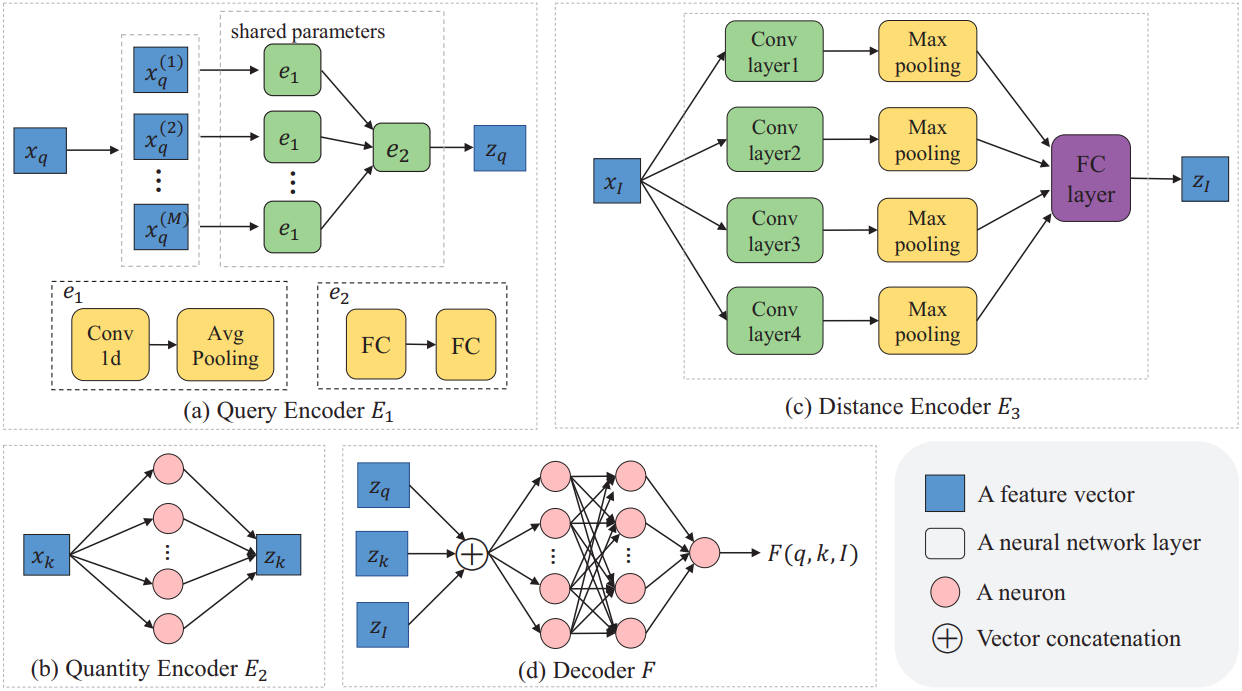 shared parameters
x_q
x_q^(1)
x_q^(2)
⋮
x_q^(M)
e_1
e_1
⋮
e_1
e_2
z_q
e_1
Conv
1d
Avg
Pooling
e_2
FC
FC
(a) Query Encoder E_1
x_I
Conv
layer1
Max
pooling
Conv
layer2
Max
pooling
Conv
layer3
Max
pooling
Conv
layer4
Max
pooling
FC
layer
z_I
(c) Distance Encoder E_3
x_k
⋮
z_k
(b) Quantity Encoder E_2
z_q
z_k
z_I
+
⋮
⋮
F(q, k, I)
(d) Decoder F
A feature vector
A neural network layer
A neuron
+
Vector concatenation